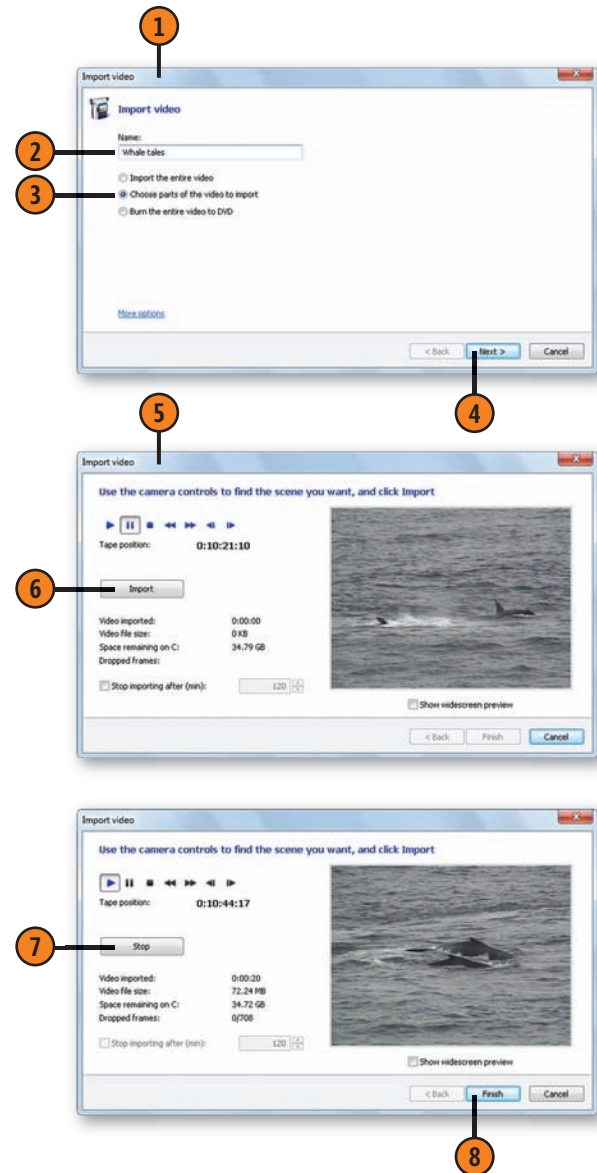 1
Import video
Import video
Name:
2
Whale tales
Import the entire video
3
Choose parts of the video to import
Burn the entire video to DVD
More options
< Back Next > Cancel
4
5
Import video
Use the camera controls to find the scene you want, and click Import
Tape position: 0:10:21:10
6
Import
Video imported: 0:00:00
Video file size: 0 KB
Space remaining on C: 34.79 GB
Dropped frames:
Stop importing after (min): 120
Show widescreen preview
< Back Finish Cancel
Import video
Use the camera controls to find the scene you want, and click Import
Tape position: 0:10:44:17
7
Stop
Video imported: 0:00:20
Video file size: 72.24 MB
Space remaining on C: 34.72 GB
Dropped frames: 0/708
Stop importing after (min): 120
Show widescreen preview
< Back Finish Cancel
8